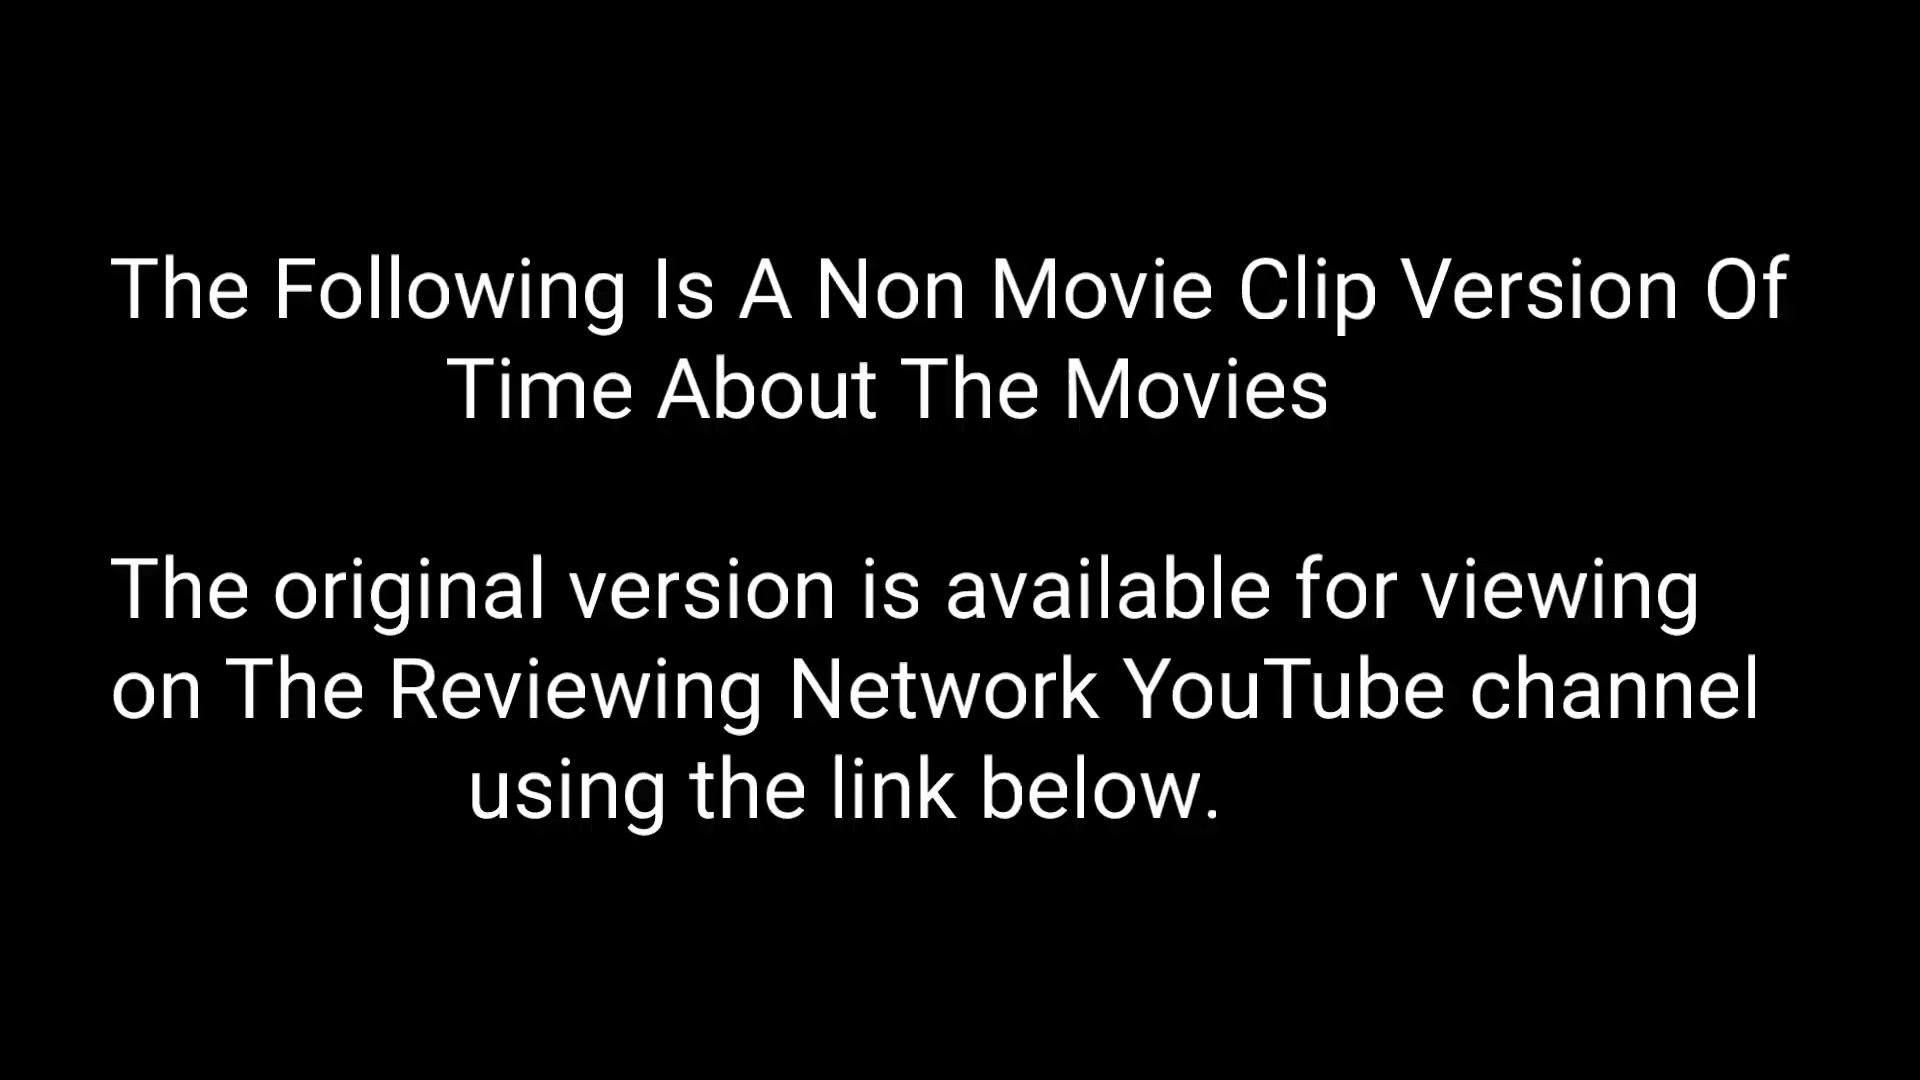 The Following Is A Non Movie Clip Version Of
Time About The Movies
The original version is available for viewing
on The Reviewing Network YouTube channel
using the link below.